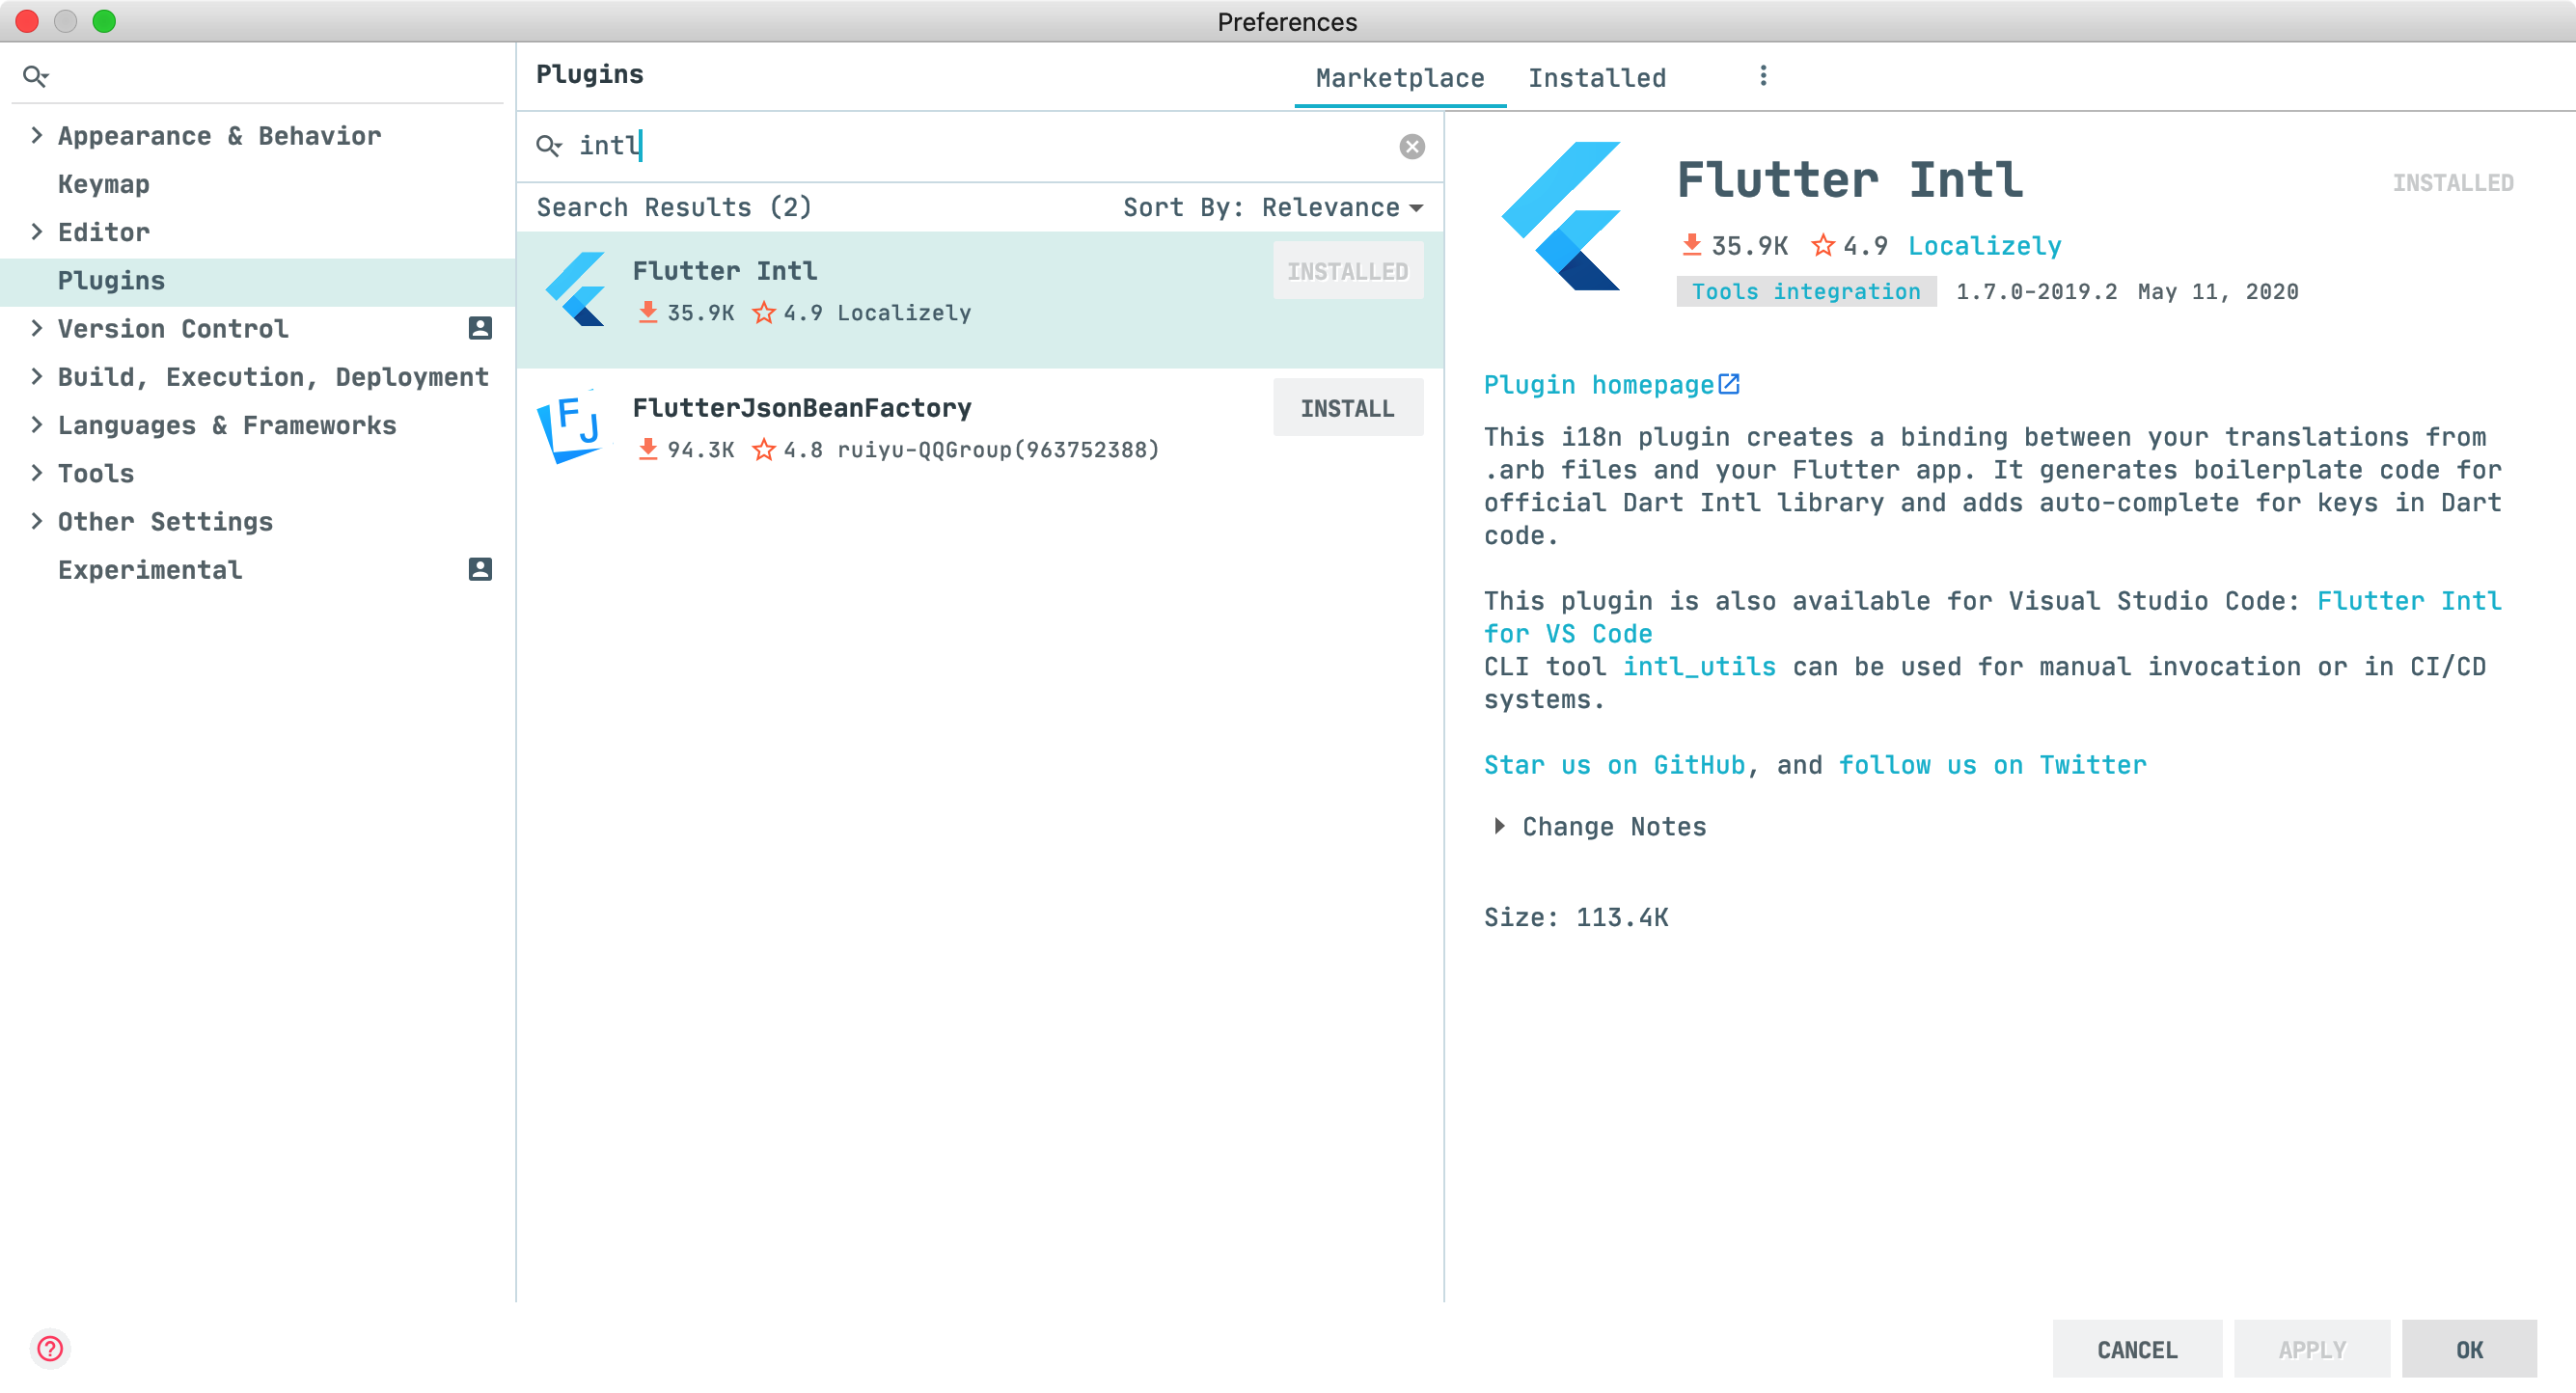 Preferences
Appearance & Behavior
Keymap
Editor
Plugins
Version Control
Build, Execution, Deployment
Languages & Frameworks
Tools
Other Settings
Experimental
Plugins
Marketplace
Installed
intl
Search Results (2)
Sort By: Relevance
Flutter Intl
INSTALLED
35.9K 4.9 Localizely
FJ
FlutterJsonBeanFactory
INSTALL
94.3K 4.8 ruiyu-QQGroup(963752388)
Flutter Intl
INSTALLED
35.9K 4.9 Localizely
Tools integration 1.7.0-2019.2 May 11, 2020
Plugin homepage
This i18n plugin creates a binding between your translations from
.arb files and your Flutter app. It generates boilerplate code for
official Dart Intl library and adds auto-complete for keys in Dart
code.
This plugin is also available for Visual Studio Code: Flutter Intl
for VS Code
CLI tool intl_utils can be used for manual invocation or in CI/CD
systems.
Star us on GitHub, and follow us on Twitter
Change Notes
Size: 113.4K
?
CANCEL
APPLY
OK